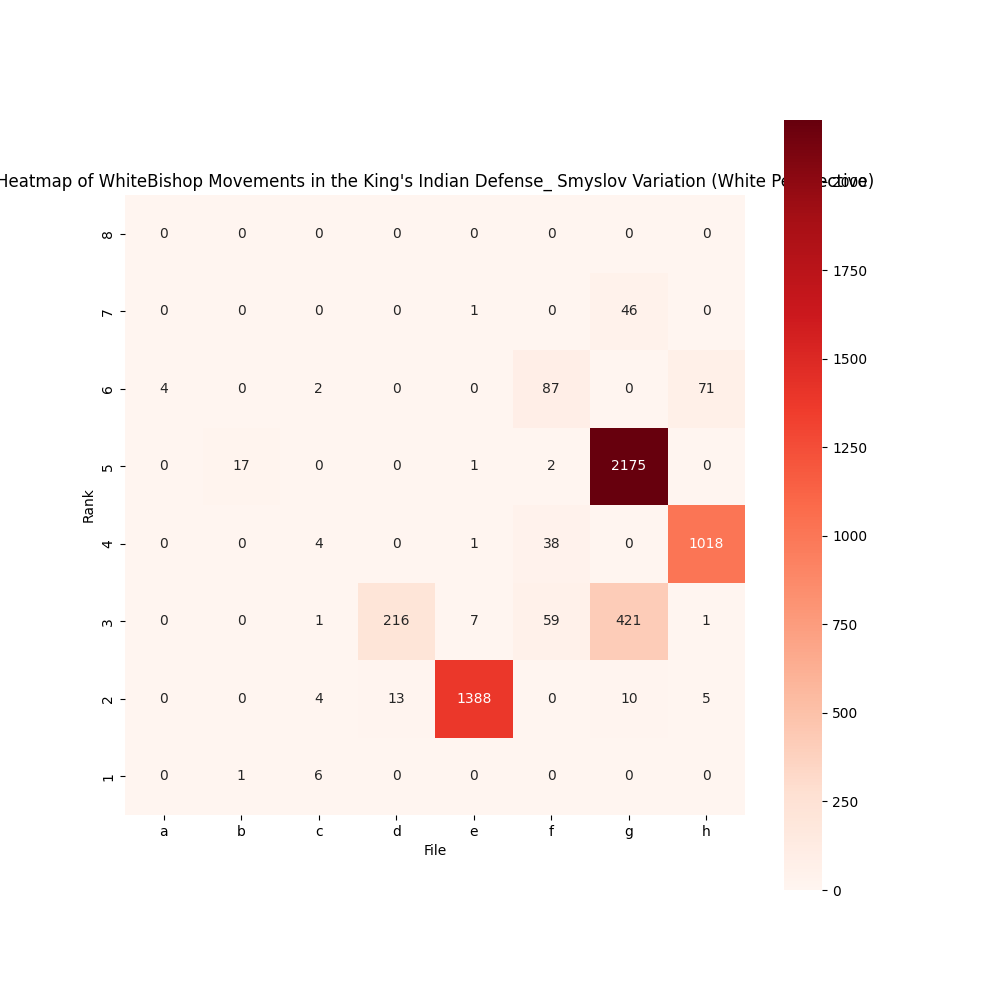 Heatmap of WhiteBishop Movements in the King's Indian Defense_ Smyslov Variation (White Perspective)
8 0 0 0 0 0 0 0 0
7 0 0 0 0 1 0 46 0
6 4 0 2 0 0 87 0 71
5 0 17 0 0 1 2 2175 0
4 0 0 4 0 1 38 0 1018
3 0 0 1 216 7 59 421 1
2 0 0 4 13 1388 0 10 5
1 0 1 6 0 0 0 0 0
a b c d e f g h
File
Rank
2000
1750
1500
1250
1000
750
500
250
0